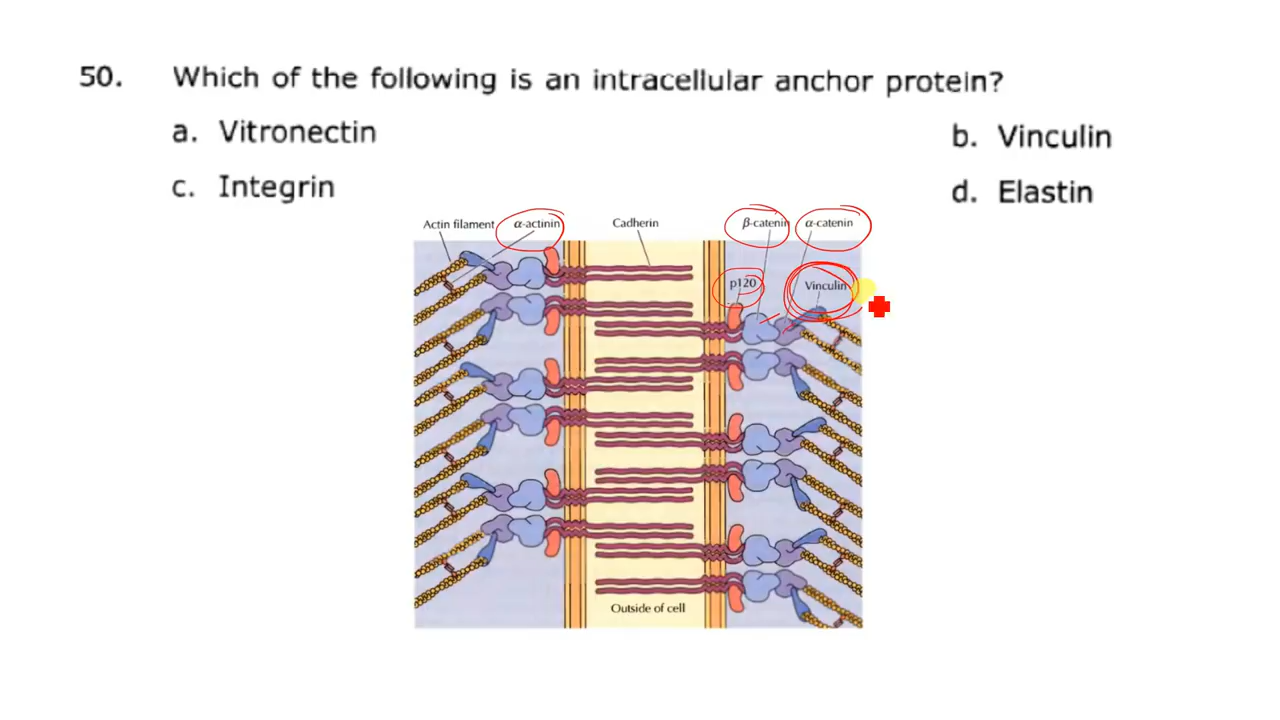 50. Which of the following is an intracellular anchor protein?
a. Vitronectin
b. Vinculin
c. Integrin
d. Elastin
Actin filament α-actinin Cadherin β-catenin α-catenin
p120 Vinculin
Outside of cell